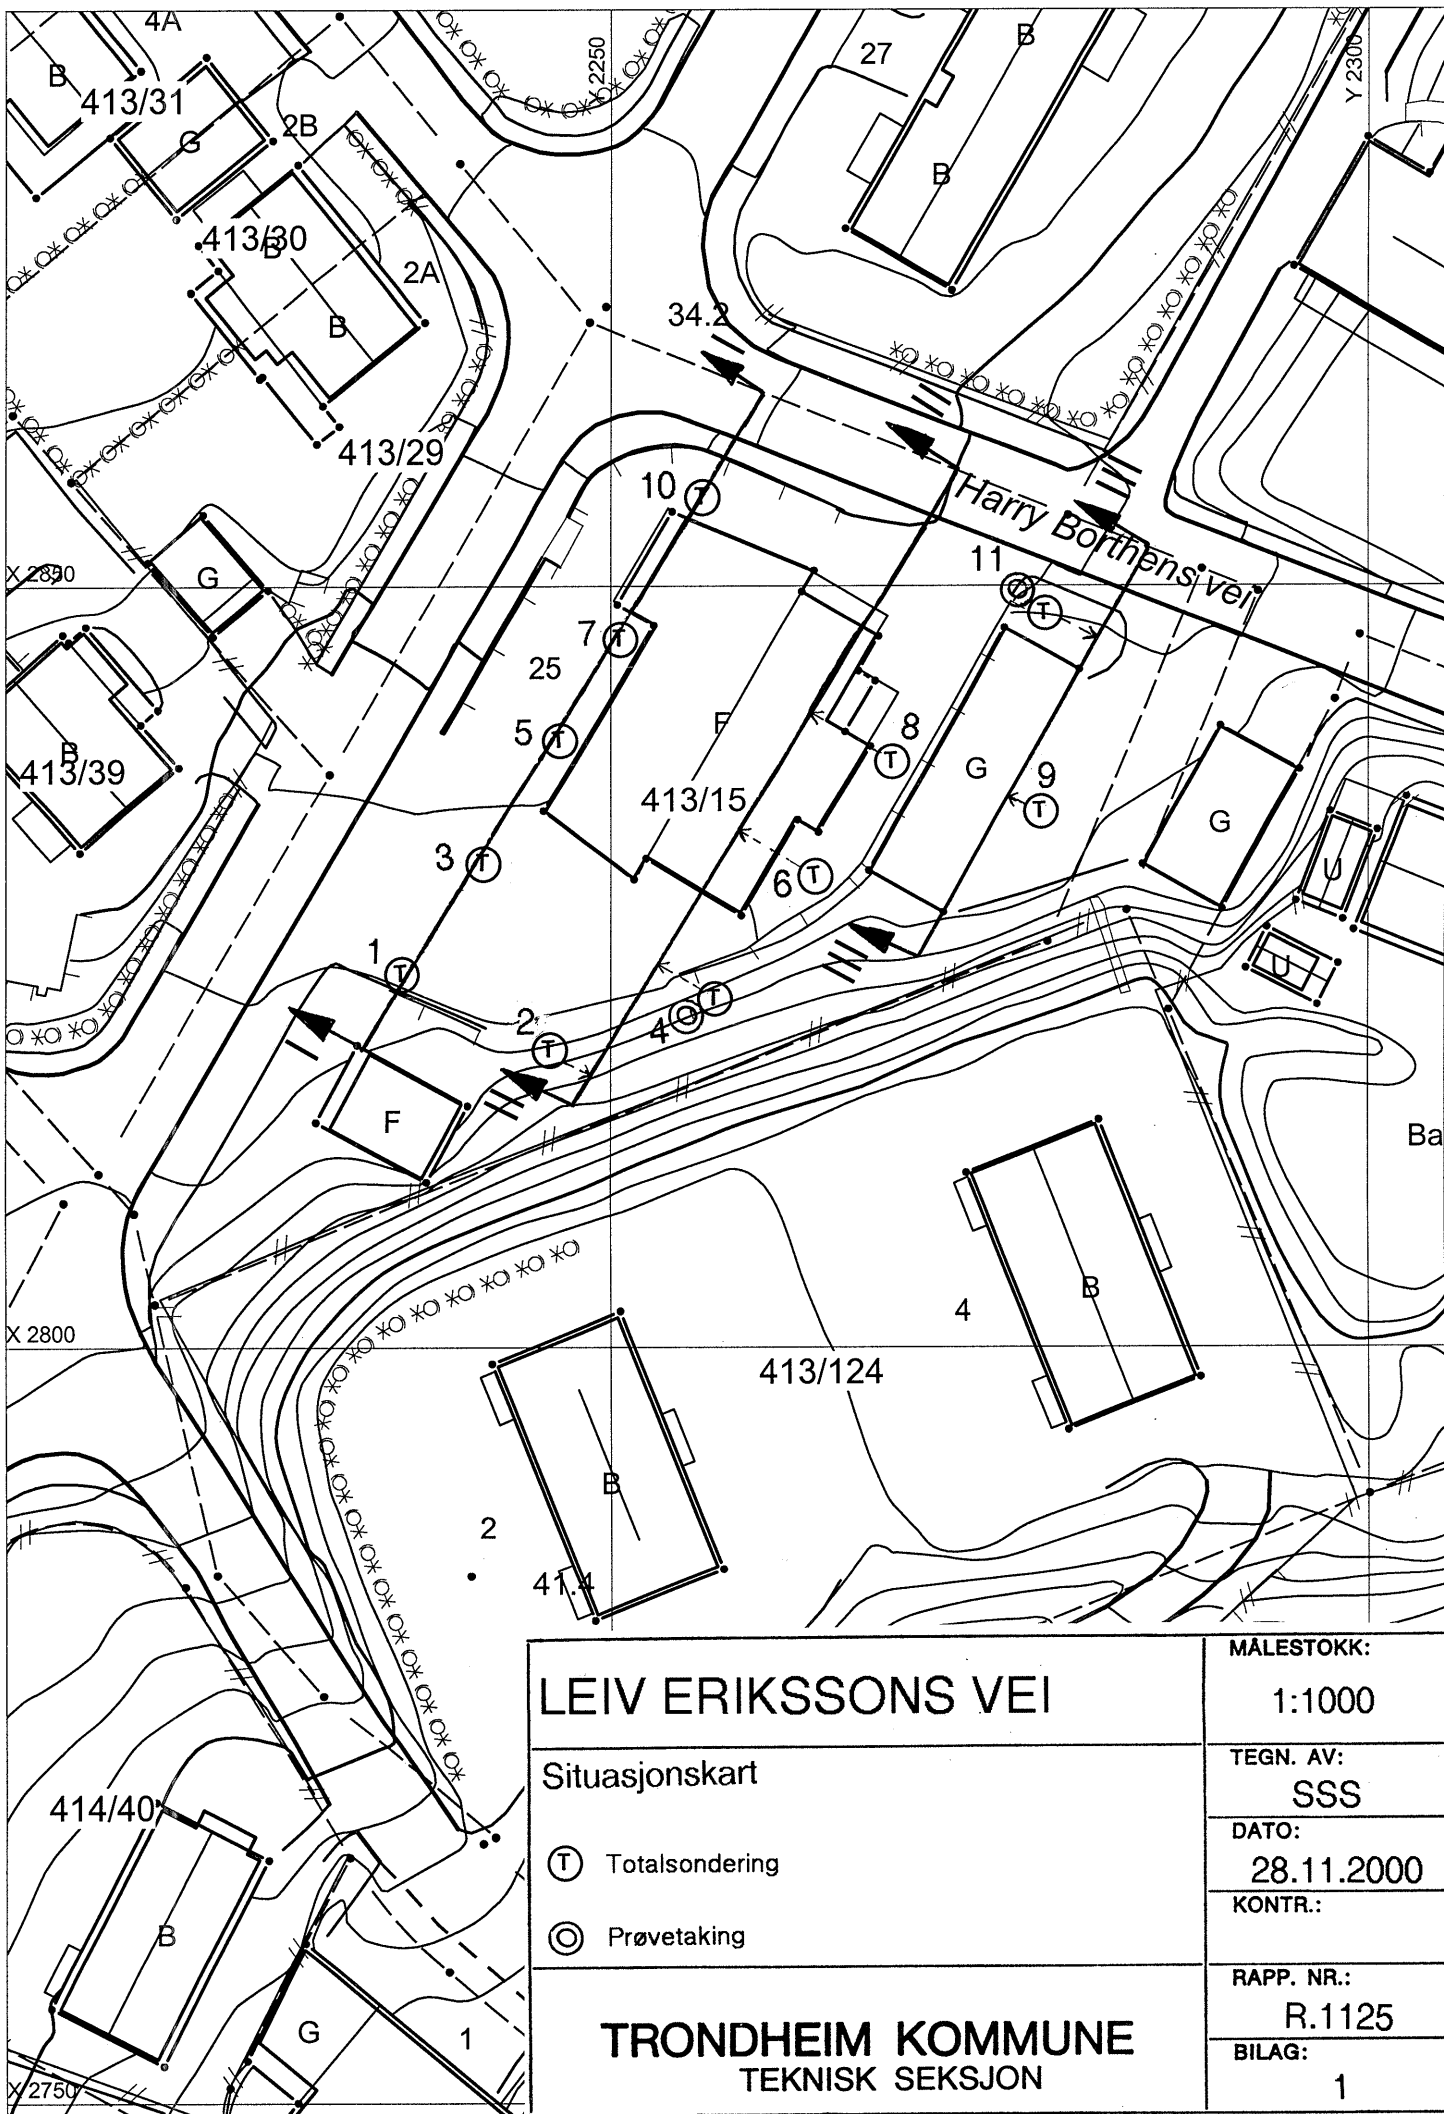 4A
B
413/31
G
2B
413/30
B
2A
B
413/29
Y 2250
27
B
B
Y 2300
34.2
Harry Borthens vei
X 2850
G
B
413/39
10 T
11 T
7 T
25
5 T
F
8 T
413/15
G
9 T
G
3 T
6 T
U
U
1 T
2 T
4 T
F
Ba
X 2800
4
B
413/124
B
2
41.4
414/40
B
G
1
X 2750
LEIV ERIKSSONS VEI
Situasjonskart
T Totalsondering
Prøvetaking
TRONDHEIM KOMMUNE
TEKNISK SEKSJON
MÅLESTOKK:
1:1000
TEGN. AV:
SSS
DATO:
28.11.2000
KONTR.:
RAPP. NR.:
R.1125
BILAG:
1